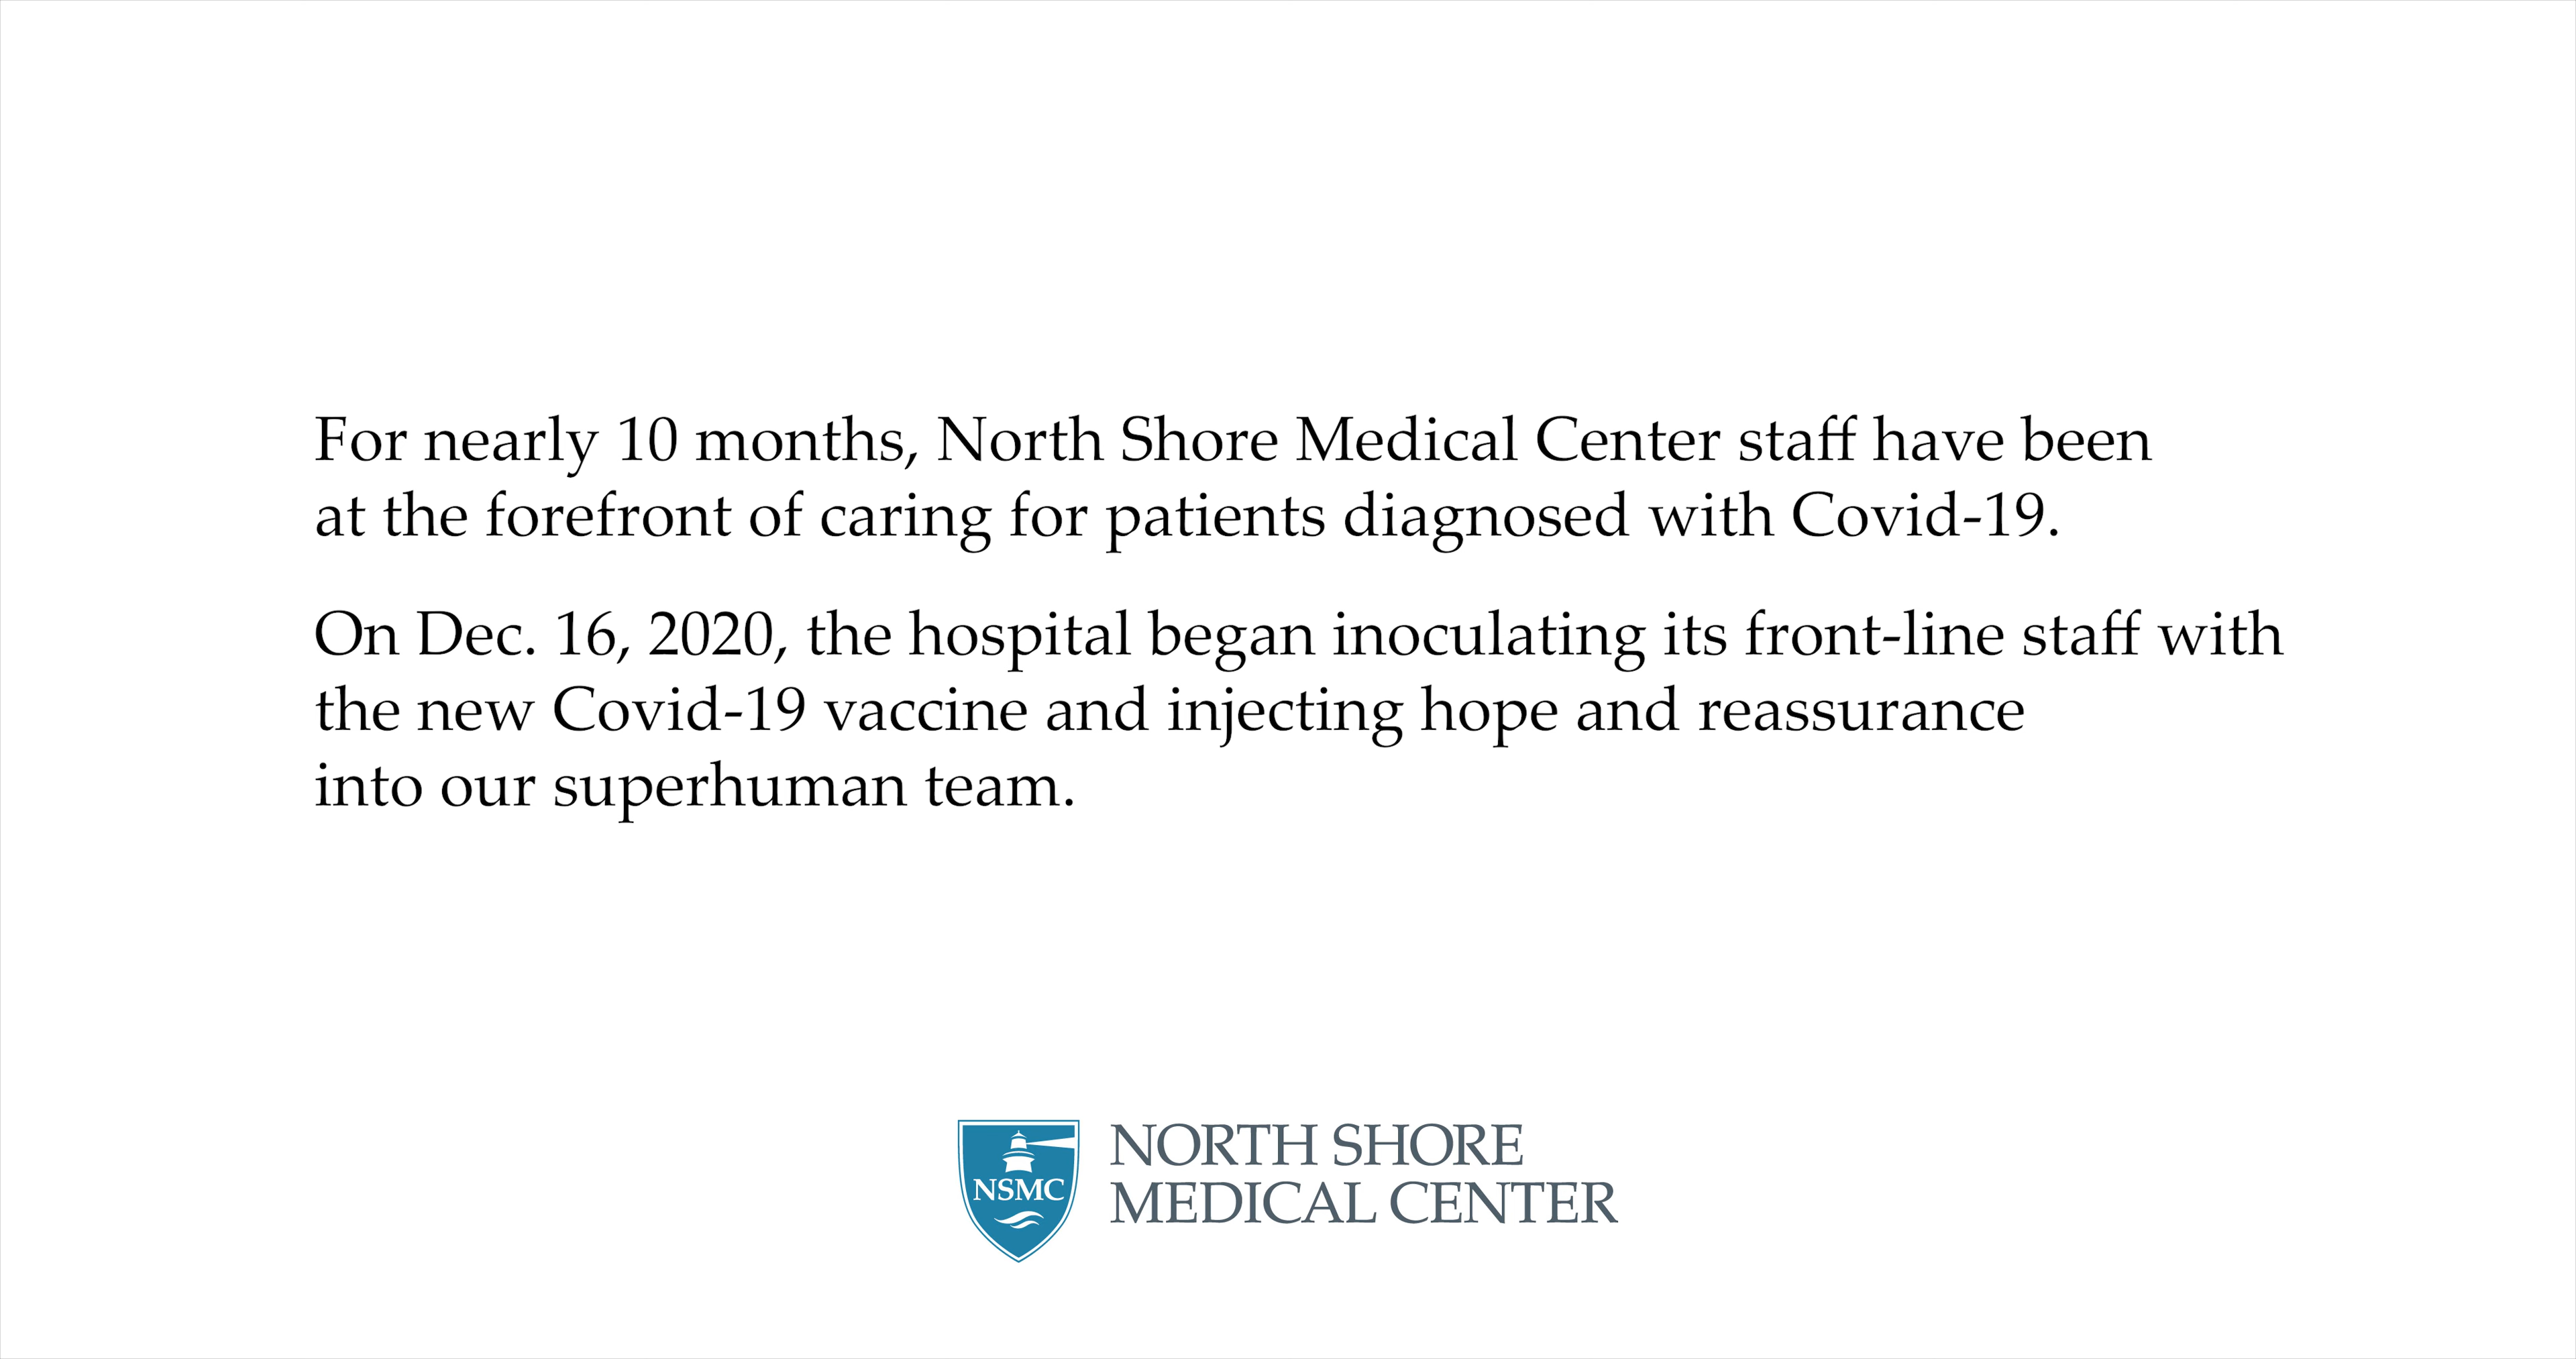 For nearly 10 months, North Shore Medical Center staff have been
at the forefront of caring for patients diagnosed with Covid-19.
On Dec. 16, 2020, the hospital began inoculating its front-line staff with
the new Covid-19 vaccine and injecting hope and reassurance
into our superhuman team.
NSMC
NORTH SHORE
MEDICAL CENTER